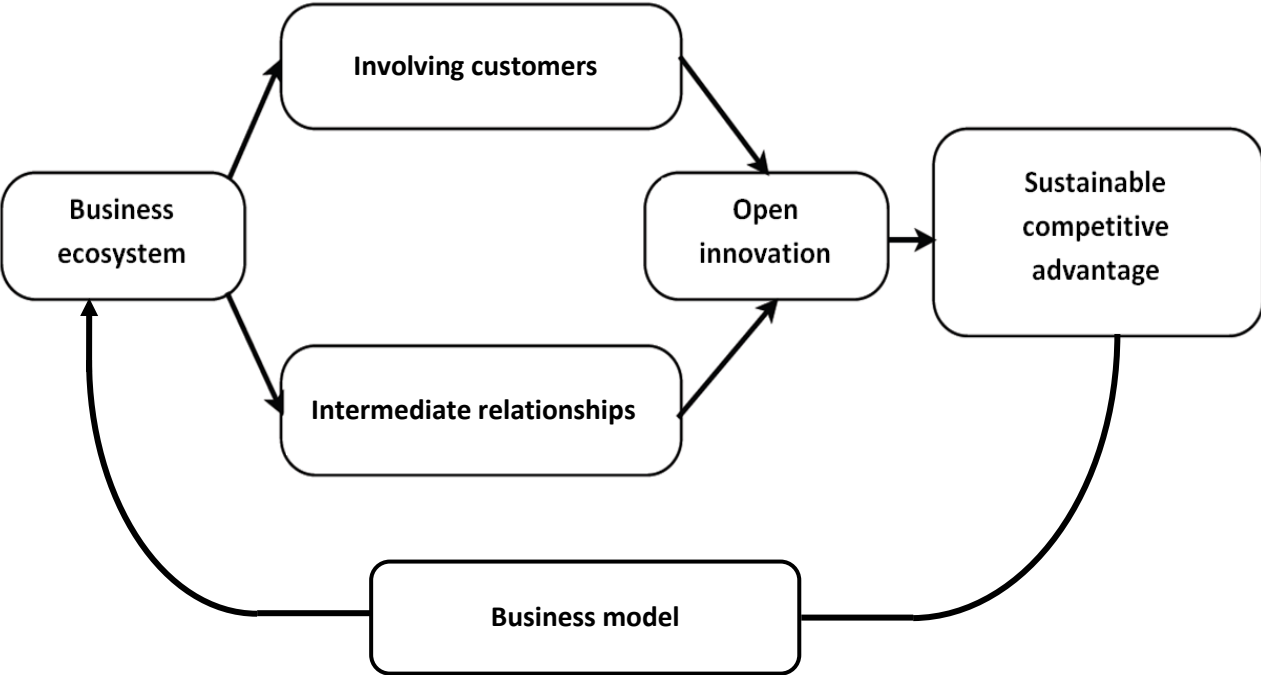 Involving customers
Business
ecosystem
Open
innovation
Sustainable
competitive
advantage
Intermediate relationships
Business model